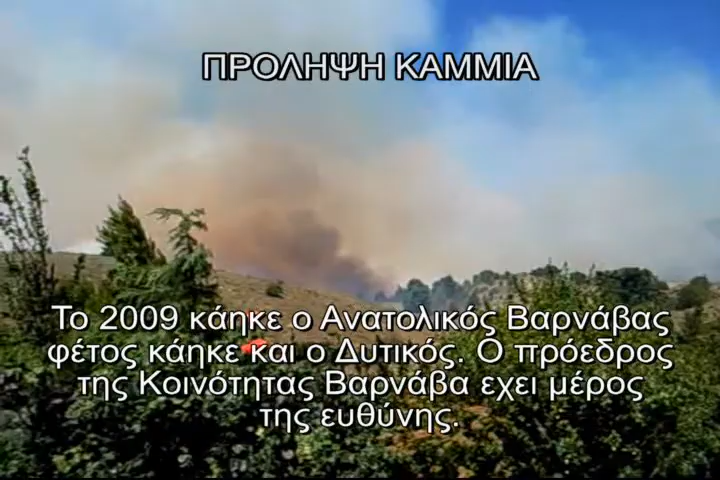 ΠΡΟΛΗΨΗ ΚΑΜΜΙΑ
Το 2009 κάηκε ο Ανατολικός Βαρνάβας
φέτος κάηκε και ο Δυτικός. Ο πρόεδρος
της Κοινότητας Βαρνάβα εχει μέρος
της ευθύνης.